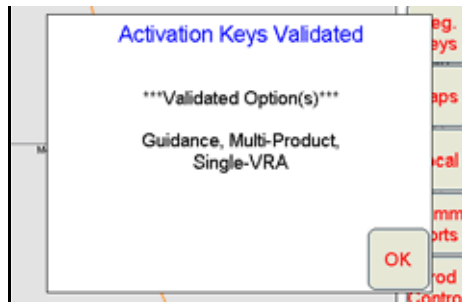 Activation Keys Validated
***Validated Option(s)***
Guidance, Multi-Product,
Single-VRA
OK